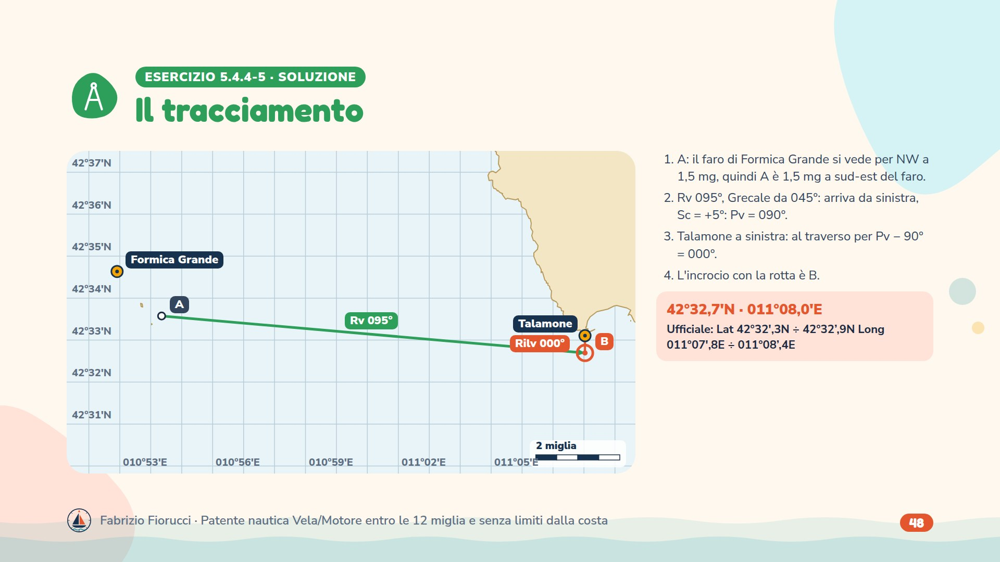 ESERCIZIO 5.4.4-5 · SOLUZIONE
Il tracciamento
42°37'N
42°36'N
42°35'N
42°34'N
42°33'N
42°32'N
42°31'N
Formica Grande
A
Rv 095°
Talamone
Rilv 000°
B
2 miglia
010°53'E
010°56'E
010°59'E
011°02'E
011°05'E
1. A: il faro di Formica Grande si vede per NW a
1,5 mg, quindi A è 1,5 mg a sud-est del faro.
2. Rv 095°, Grecale da 045°: arriva da sinistra,
Sc = +5°: Pv = 090°.
3. Talamone a sinistra: al traverso per Pv − 90°
= 000°.
4. L'incrocio con la rotta è B.
42°32,7'N · 011°08,0'E
Ufficiale: Lat 42°32',3N ÷ 42°32’,9N Long
011°07',8E ÷ 011°08’,4E
Fabrizio Fiorucci · Patente nautica Vela/Motore entro le 12 miglia e senza limiti dalla costa
48